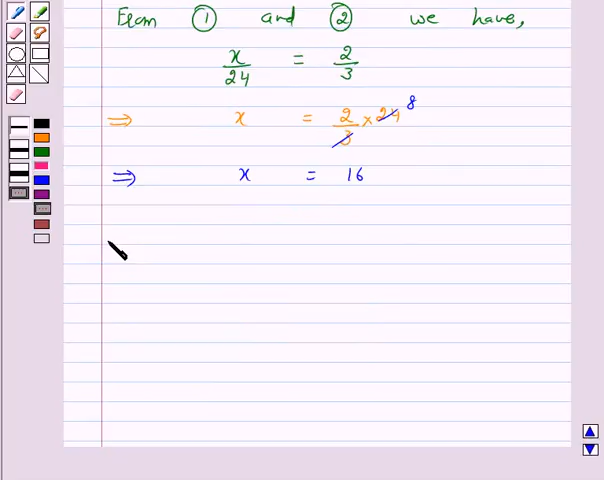 From ① and ② we have,
x/24 = 2/3
⇒ x = 2/3 × 24 8
⇒ x = 16